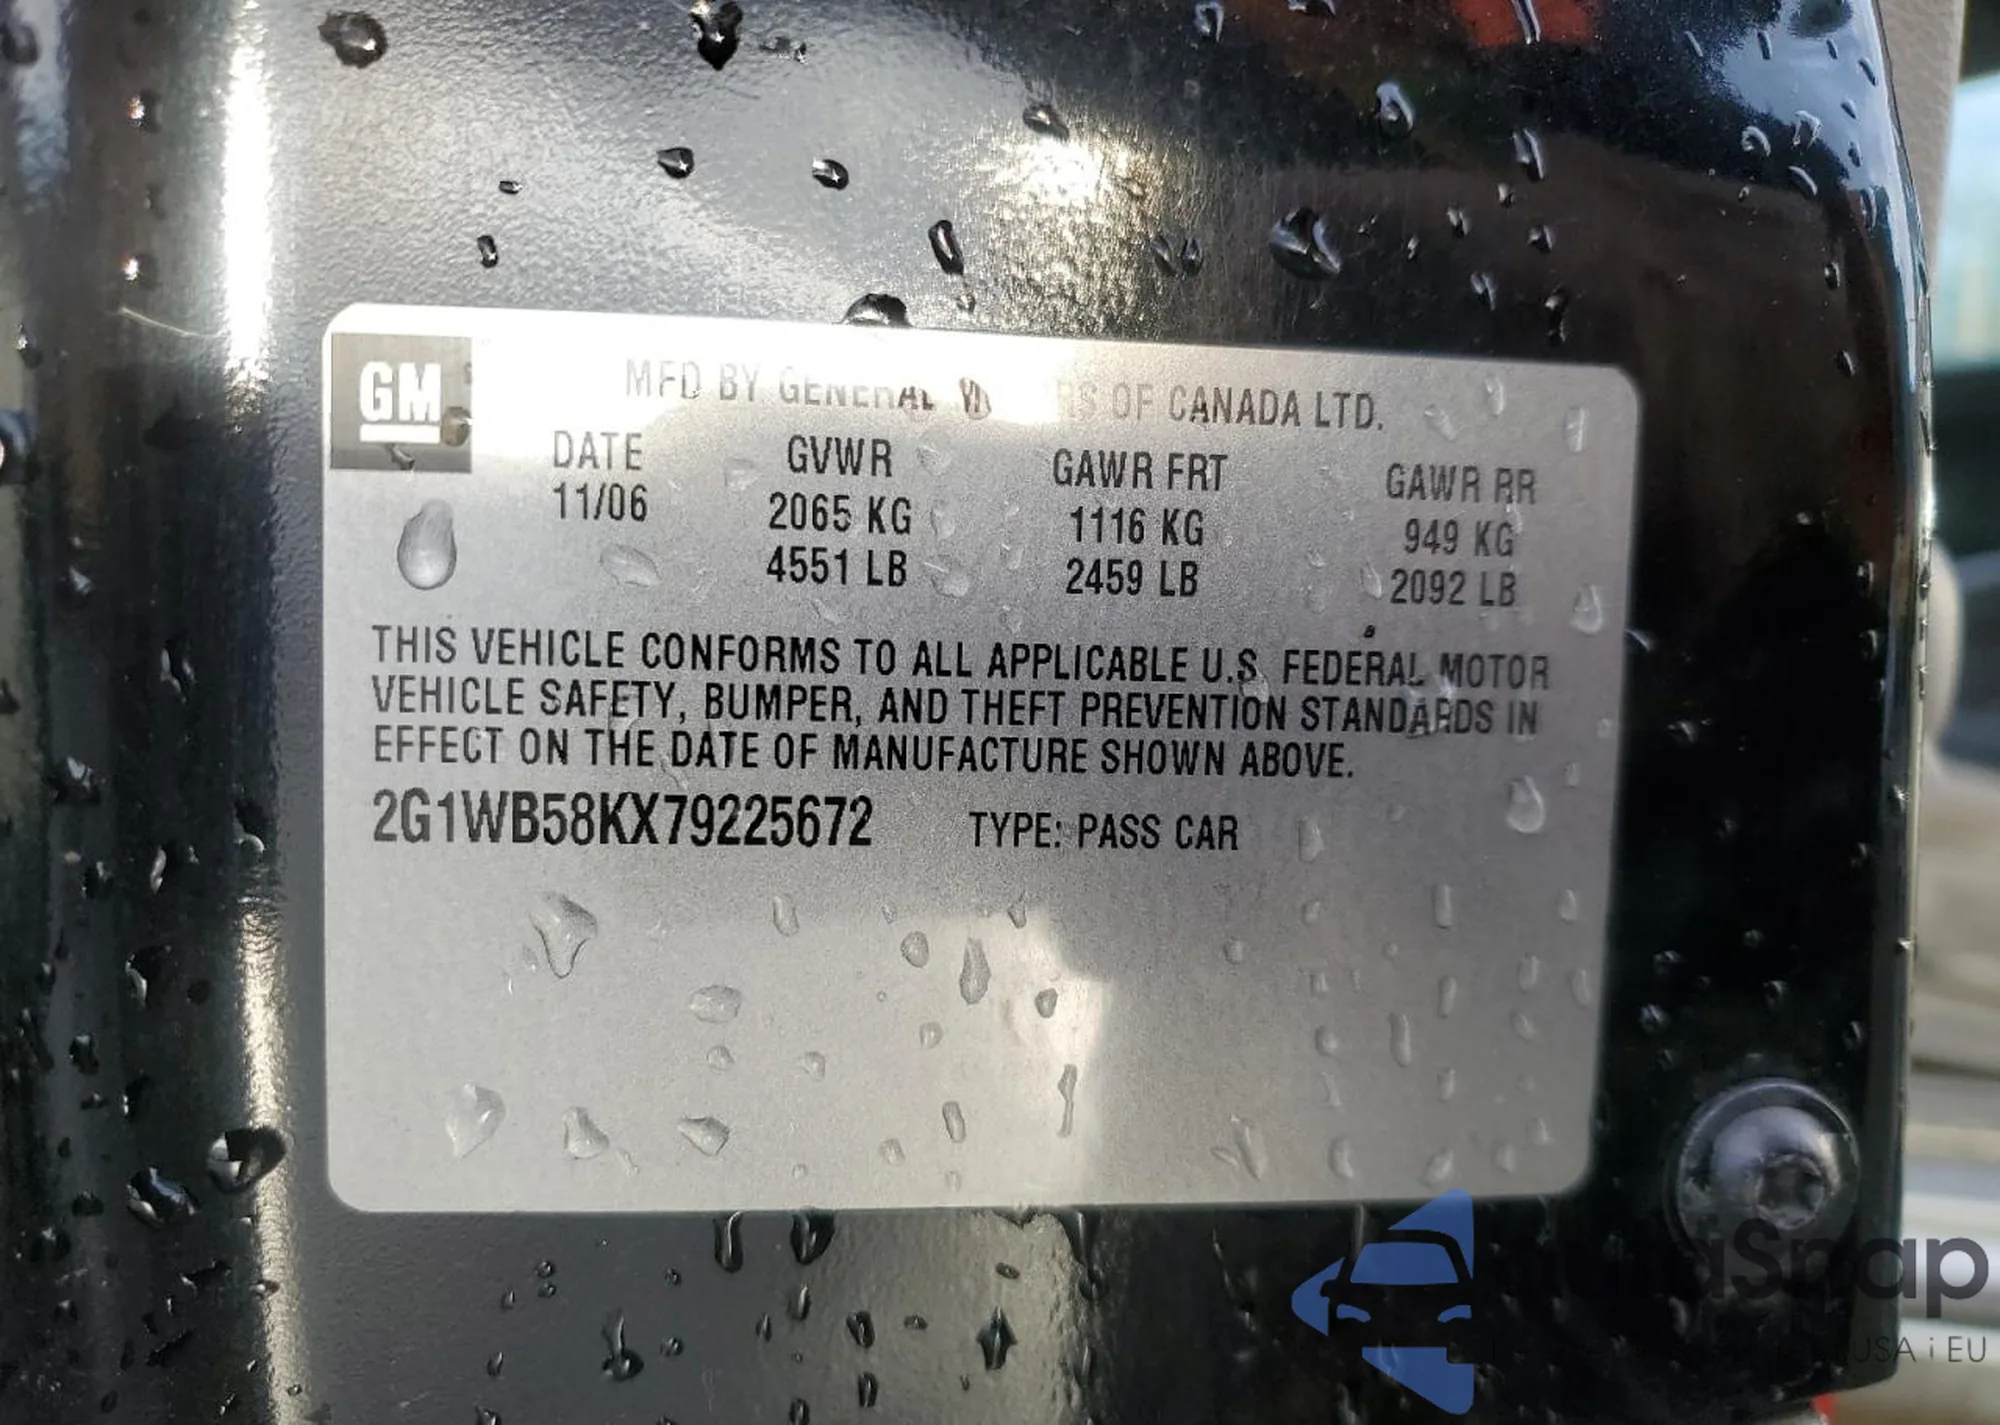 GM
MFD BY GENERAL OF CANADA LTD.
DATE GVWR GAWR FRT GAWR RR
11/06 2065 KG 1116 KG 949 KG
4551 LB 2459 LB 2092 LB
THIS VEHICLE CONFORMS TO ALL APPLICABLE U.S. FEDERAL MOTOR
VEHICLE SAFETY, BUMPER, AND THEFT PREVENTION STANDARDS IN
EFFECT ON THE DATE OF MANUFACTURE SHOWN ABOVE.
2G1WB58KX79225672 TYPE: PASS CAR
USA i EU